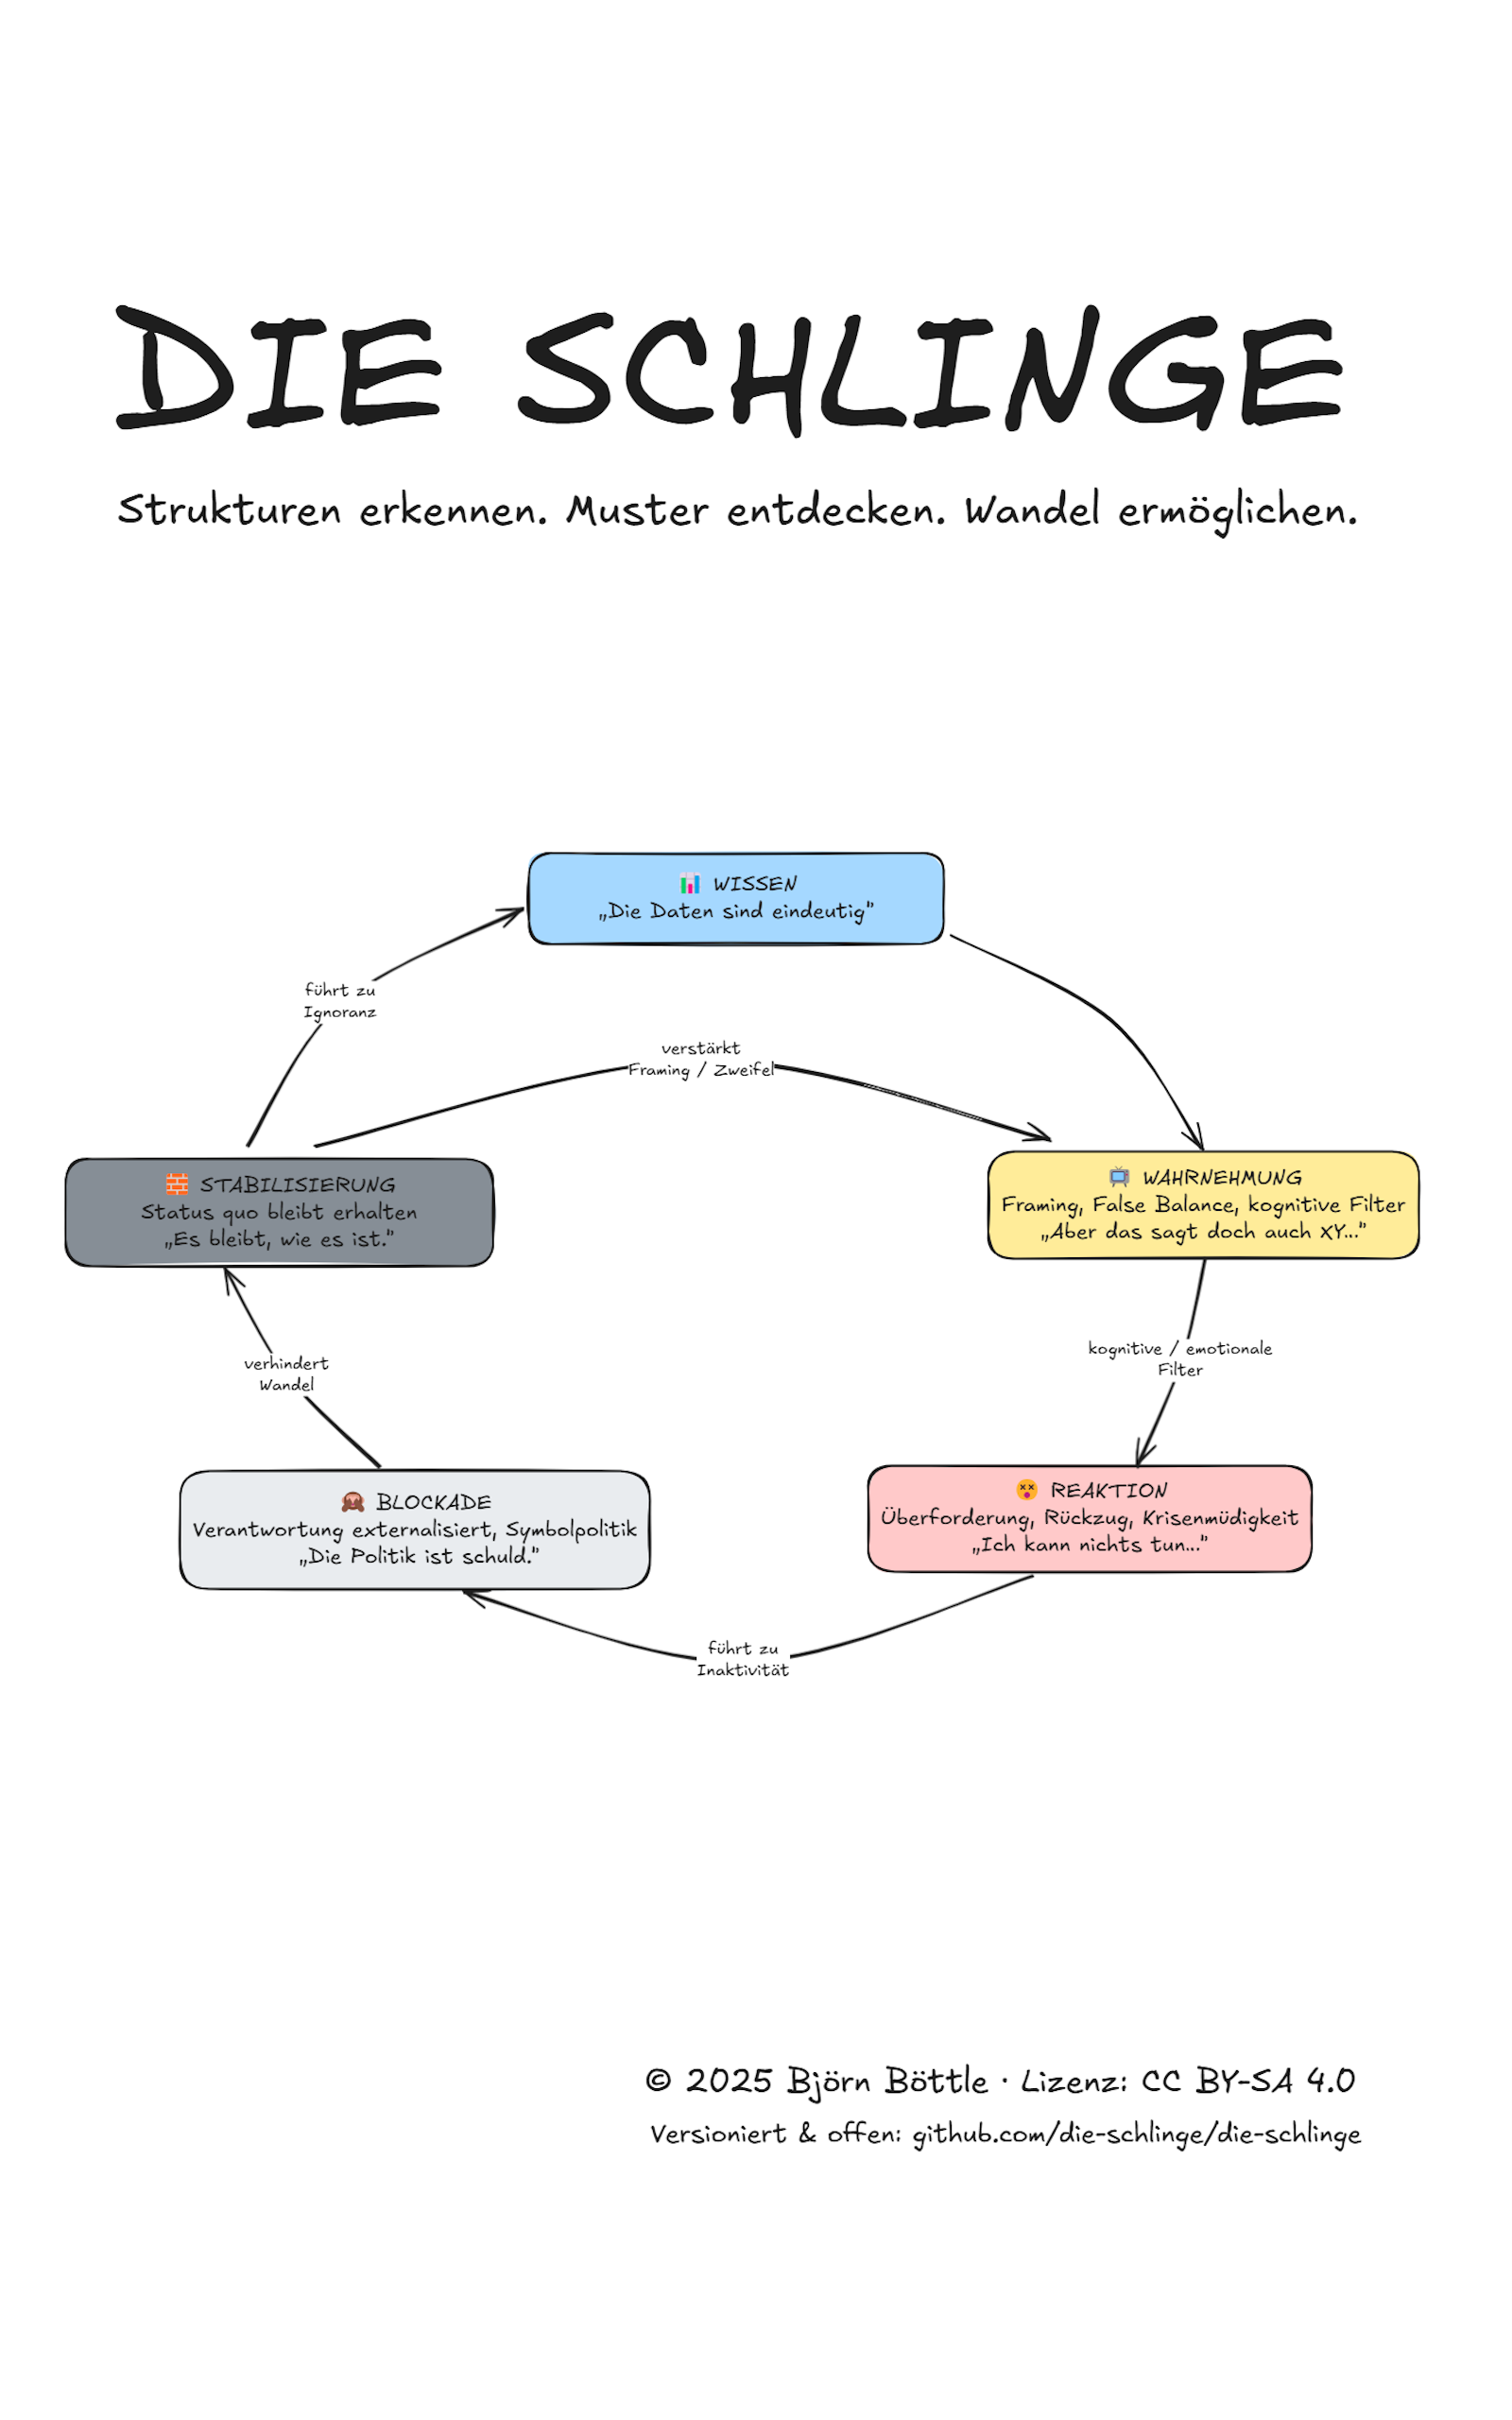 DIE SCHLINGE
Strukturen erkennen. Muster entdecken. Wandel ermöglichen.
WISSEN
„Die Daten sind eindeutig"
führt zu
Ignoranz
verstärkt
Framing / Zweifel
STABILISIERUNG
Status quo bleibt erhalten
„Es bleibt, wie es ist."
WAHRNEHMUNG
Framing, False Balance, kognitive Filter
„Aber das sagt doch auch XY..."
verhindert
Wandel
kognitive / emotionale
Filter
BLOCKADE
Verantwortung externalisiert, Symbolpolitik
„Die Politik ist schuld."
REAKTION
Überforderung, Rückzug, Krisenmüdigkeit
„Ich kann nichts tun..."
führt zu
Inaktivität
© 2025 Björn Böttle · Lizenz: CC BY-SA 4.0
Versioniert & offen: github.com/die-schlinge/die-schlinge